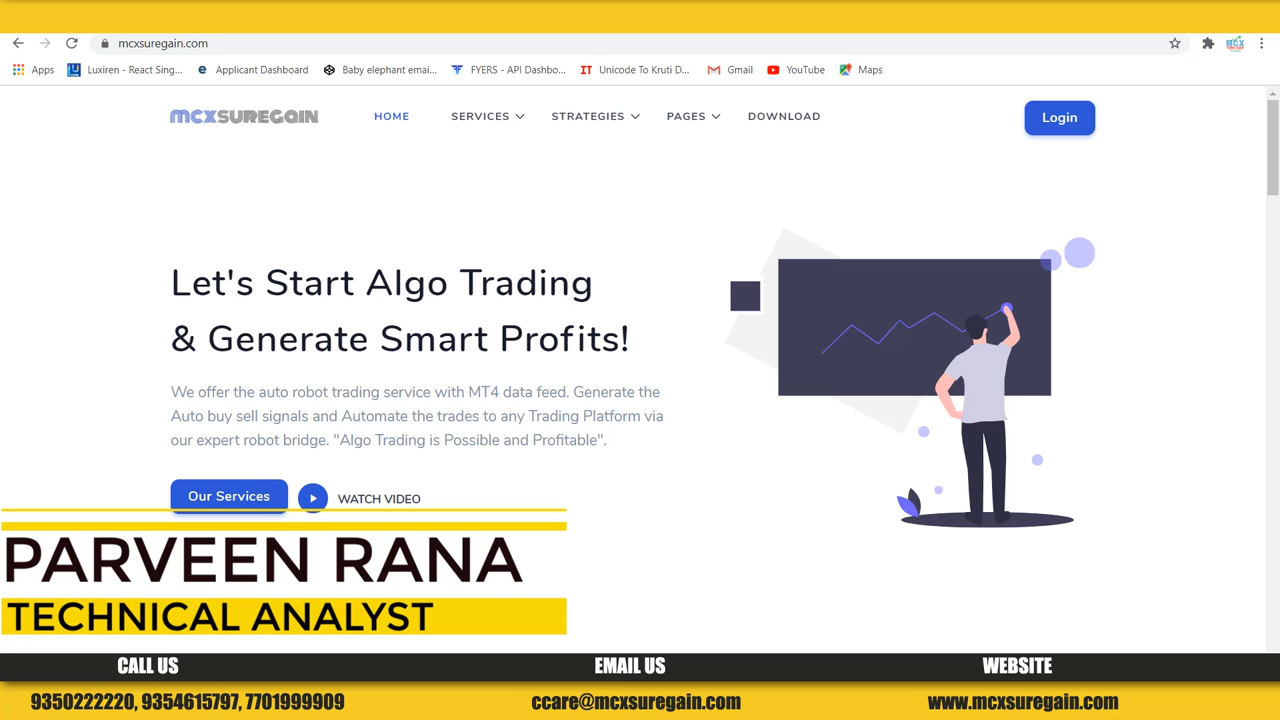 mcxsuregain.com
Apps Luxiren - React Sing... Applicant Dashboard Baby elephant emai... FYERS - API Dashbo... IT Unicode To Kruti D... Gmail YouTube Maps
MCXSUREGAIN HOME SERVICES STRATEGIES PAGES DOWNLOAD Login
Let's Start Algo Trading
& Generate Smart Profits!
We offer the auto robot trading service with MT4 data feed. Generate the
Auto buy sell signals and Automate the trades to any Trading Platform via
our expert robot bridge. "Algo Trading is Possible and Profitable".
Our Services WATCH VIDEO
PARVEEN RANA
TECHNICAL ANALYST
CALL US EMAIL US WEBSITE
9350222220, 9354615797, 7701999909 ccare@mcxsuregain.com www.mcxsuregain.com